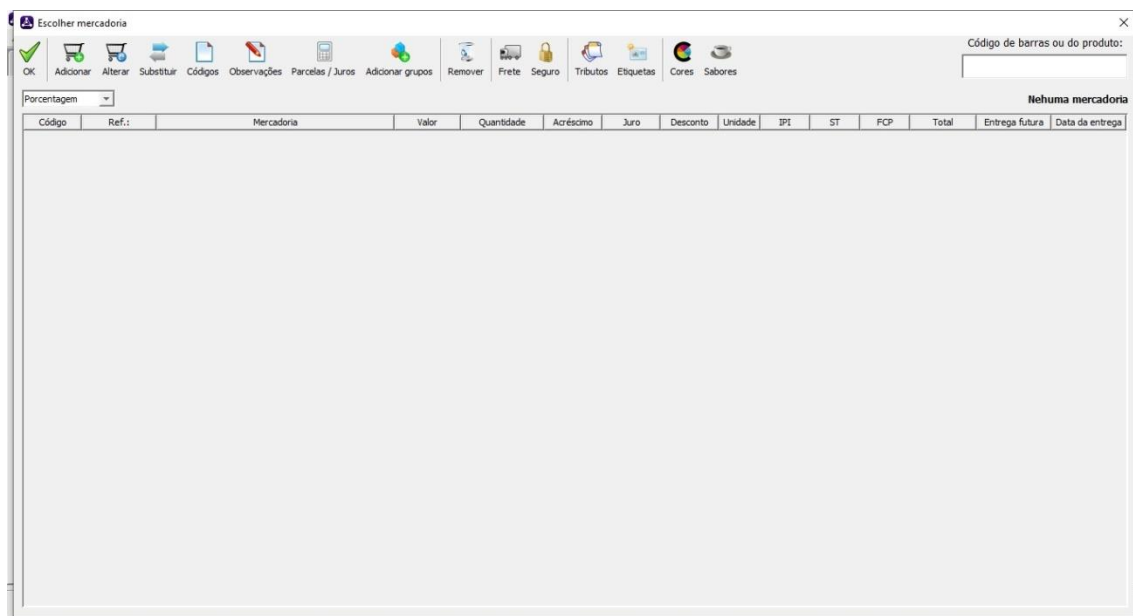 Escolher mercadoria
Código de barras ou do produto:
OK Adicionar Alterar Substituir Códigos Observações Parcelas / Juros Adicionar grupos Remover Frete Seguro Tributos Etiquetas Cores Sabores
Porcentagem
Nehuma mercadoria
Código Ref.: Mercadoria Valor Quantidade Acréscimo Juro Desconto Unidade IPI ST FCP Total Entrega futura Data da entrega